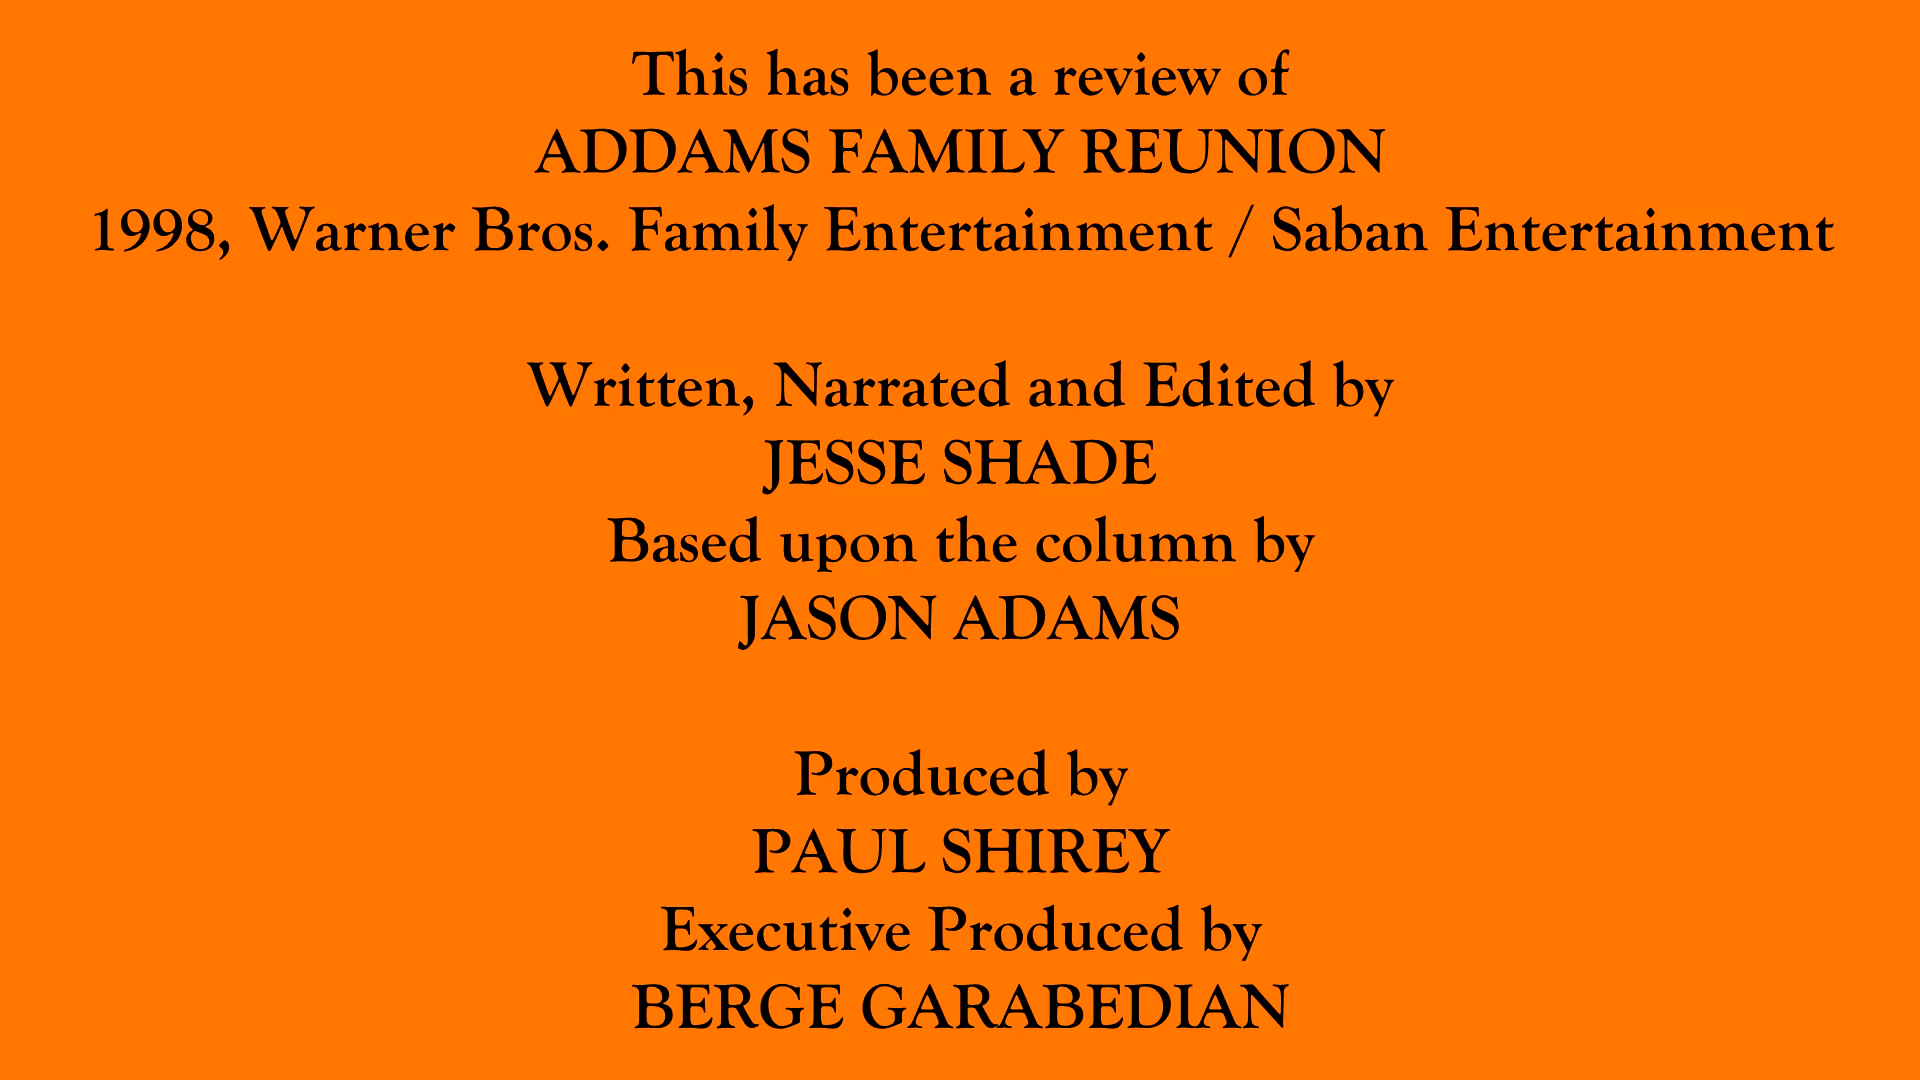 This has been a review of
ADDAMS FAMILY REUNION
1998, Warner Bros. Family Entertainment / Saban Entertainment
Written, Narrated and Edited by
JESSE SHADE
Based upon the column by
JASON ADAMS
Produced by
PAUL SHIREY
Executive Produced by
BERGE GARABEDIAN